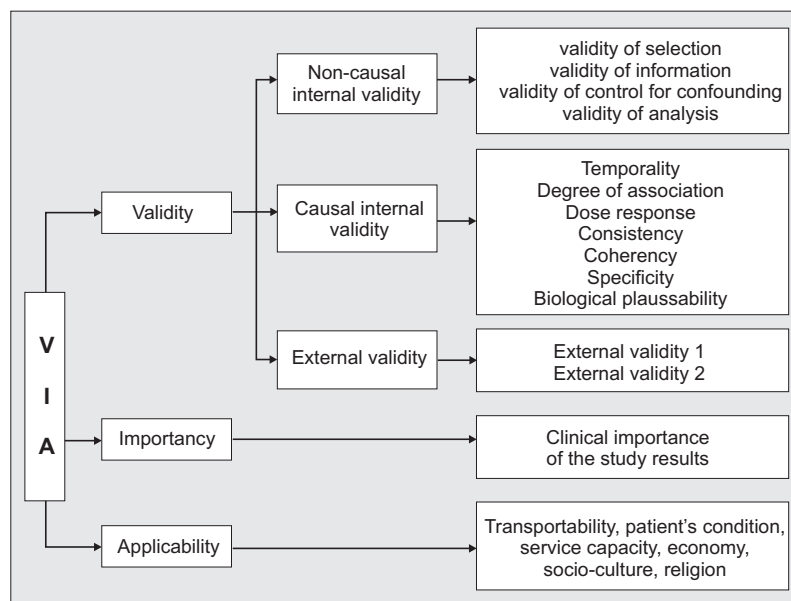 V
I
A
Validity
Non-causal
internal validity
validity of selection
validity of information
validity of control for confounding
validity of analysis
Causal internal
validity
Temporality
Degree of association
Dose response
Consistency
Coherency
Specificity
Biological plaussability
External validity
External validity 1
External validity 2
Importancy
Clinical importance
of the study results
Applicability
Transportability, patient's condition,
service capacity, economy,
socio-culture, religion